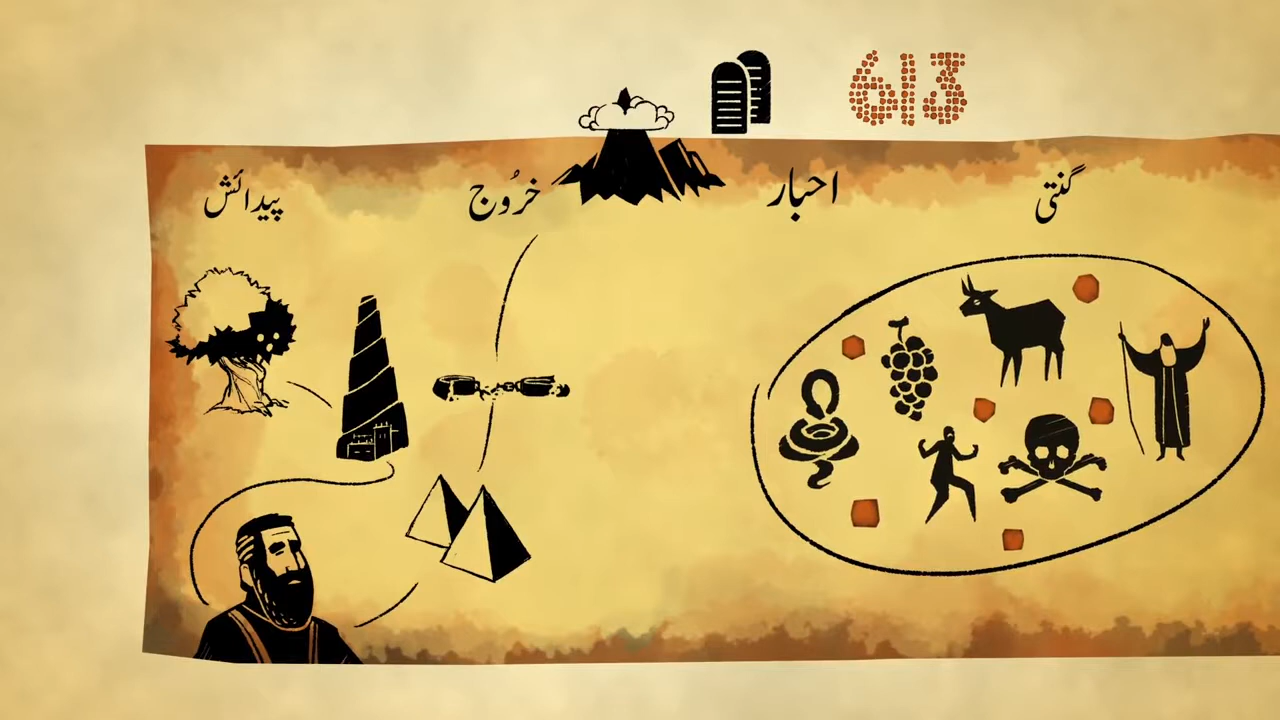 613
پیدائش
خرُوج
احبار
گنتی